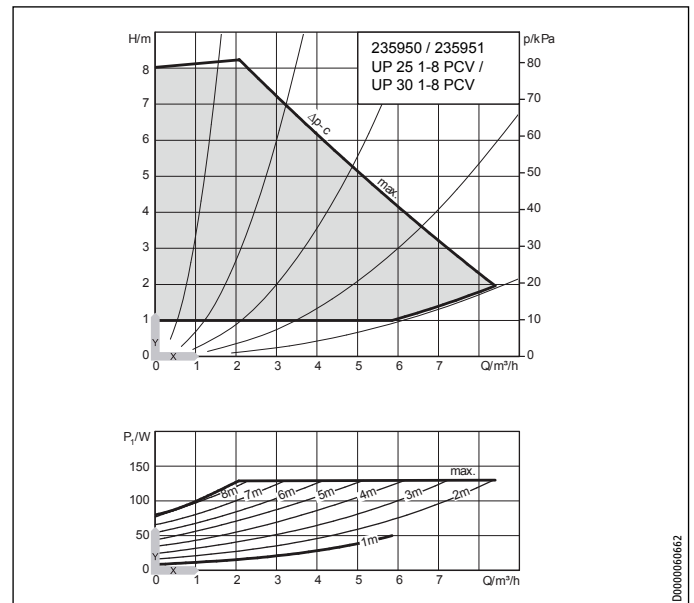 H/m
p/kPa
235950 / 235951
UP 25 1-8 PCV /
UP 30 1-8 PCV
8
7
6
5
4
3
2
1
0
80
70
60
50
40
30
20
10
0
Δp-c
max.
Y
X
0 1 2 3 4 5 6 7 Q/m³/h
P₁/W
150
100
50
0
max.
8m 7m 6m 5m 4m 3m 2m
1m
Y
X
0 1 2 3 4 5 6 7 Q/m³/h
D0000060662